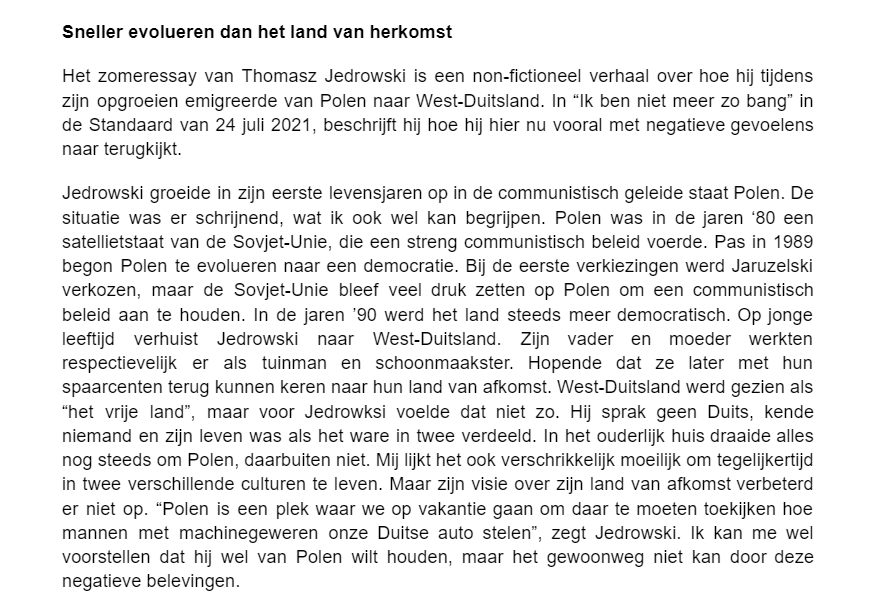 Sneller evolueren dan het land van herkomst
Het zomeressay van Thomasz Jedrowski is een non-fictioneel verhaal over hoe hij tijdens
zijn opgroeien emigreerde van Polen naar West-Duitsland. In “Ik ben niet meer zo bang” in
de Standaard van 24 juli 2021, beschrijft hij hoe hij hier nu vooral met negatieve gevoelens
naar terugkijkt.
Jedrowski groeide in zijn eerste levensjaren op in de communistisch geleide staat Polen. De
situatie was er schrijnend, wat ik ook wel kan begrijpen. Polen was in de jaren ‘80 een
satellietstaat van de Sovjet-Unie, die een streng communistisch beleid voerde. Pas in 1989
begon Polen te evolueren naar een democratie. Bij de eerste verkiezingen werd Jaruzelski
verkozen, maar de Sovjet-Unie bleef veel druk zetten op Polen om een communistisch
beleid aan te houden. In de jaren ’90 werd het land steeds meer democratisch. Op jonge
leeftijd verhuist Jedrowski naar West-Duitsland. Zijn vader en moeder werkten
respectievelijk er als tuinman en schoonmaakster. Hopende dat ze later met hun
spaarcenten terug kunnen keren naar hun land van afkomst. West-Duitsland werd gezien als
“het vrije land”, maar voor Jedrowksi voelde dat niet zo. Hij sprak geen Duits, kende
niemand en zijn leven was als het ware in twee verdeeld. In het ouderlijk huis draaide alles
nog steeds om Polen, daarbuiten niet. Mij lijkt het ook verschrikkelijk moeilijk om tegelijkertijd
in twee verschillende culturen te leven. Maar zijn visie over zijn land van afkomst verbeterd
er niet op. “Polen is een plek waar we op vakantie gaan om daar te moeten toekijken hoe
mannen met machinegeweren onze Duitse auto stelen”, zegt Jedrowski. Ik kan me wel
voorstellen dat hij wel van Polen wilt houden, maar het gewoonweg niet kan door deze
negatieve belevingen.